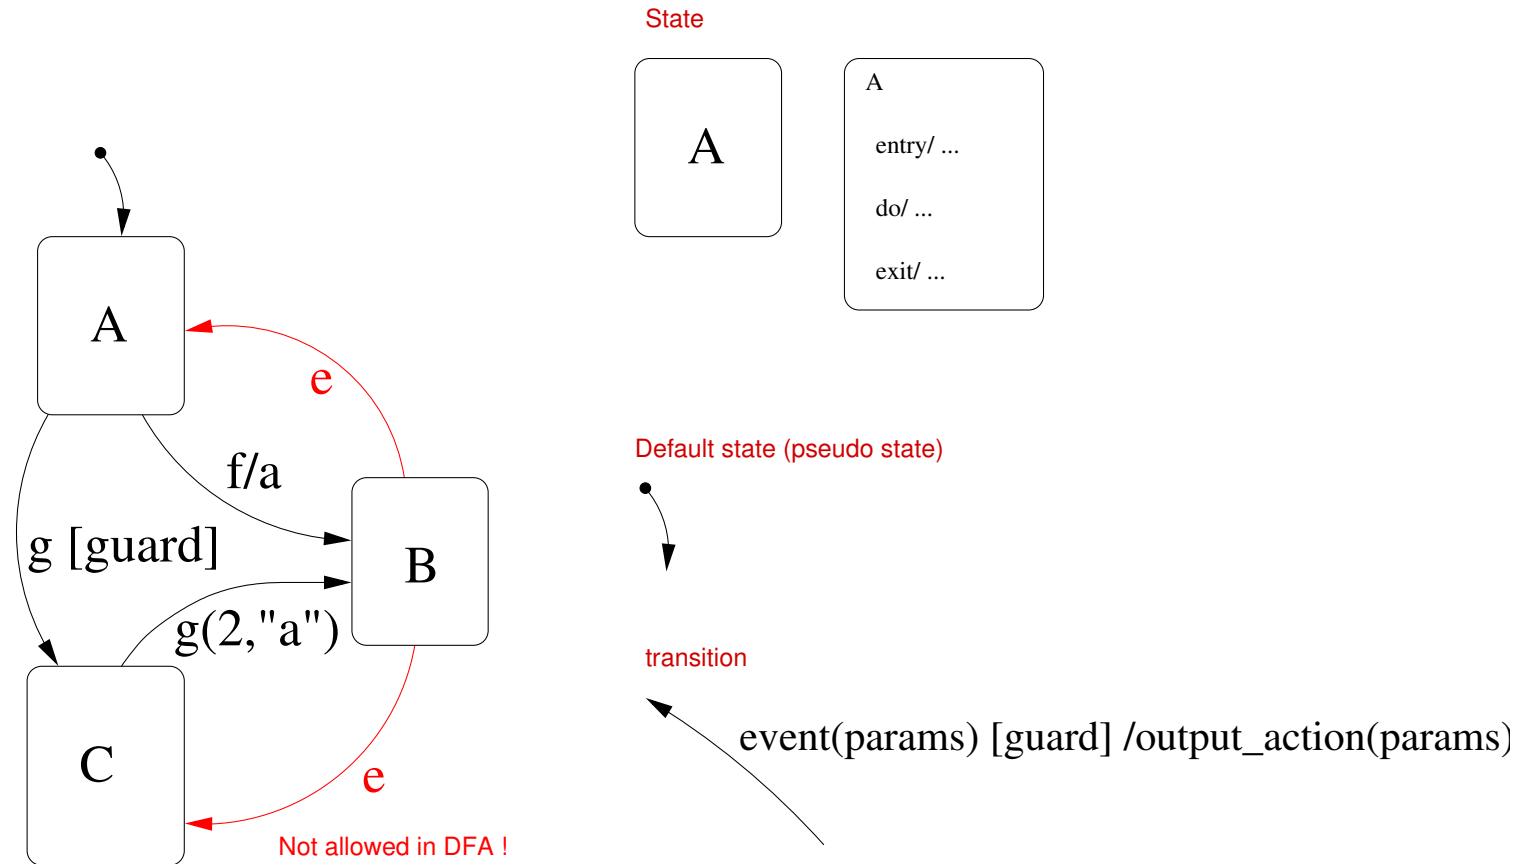 State
A
A
entry/ ...
do/ ...
exit/ ...
A
e
f/a
g [guard]
B
g(2,"a")
C
e
Not allowed in DFA !
Default state (pseudo state)
transition
event(params) [guard] /output_action(params)